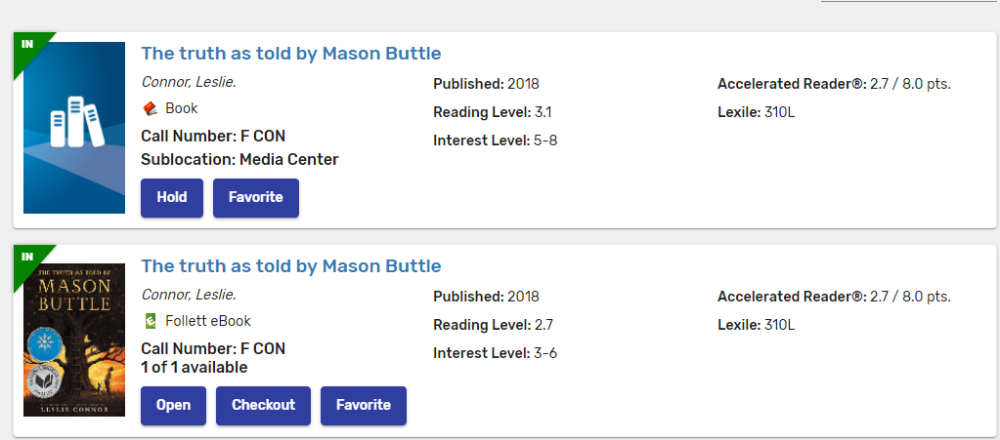 IN
The truth as told by Mason Buttle
Connor, Leslie.
Book
Call Number: F CON
Sublocation: Media Center
Hold Favorite
Published: 2018
Reading Level: 3.1
Interest Level: 5-8
Accelerated Reader®: 2.7 / 8.0 pts.
Lexile: 310L
IN
THE TRUTH AS TOLD BY
MASON
BUTTLE
LESLIE CONNOR
The truth as told by Mason Buttle
Connor, Leslie.
Follett eBook
Call Number: F CON
1 of 1 available
Open Checkout Favorite
Published: 2018
Reading Level: 2.7
Interest Level: 3-6
Accelerated Reader®: 2.7 / 8.0 pts.
Lexile: 310L